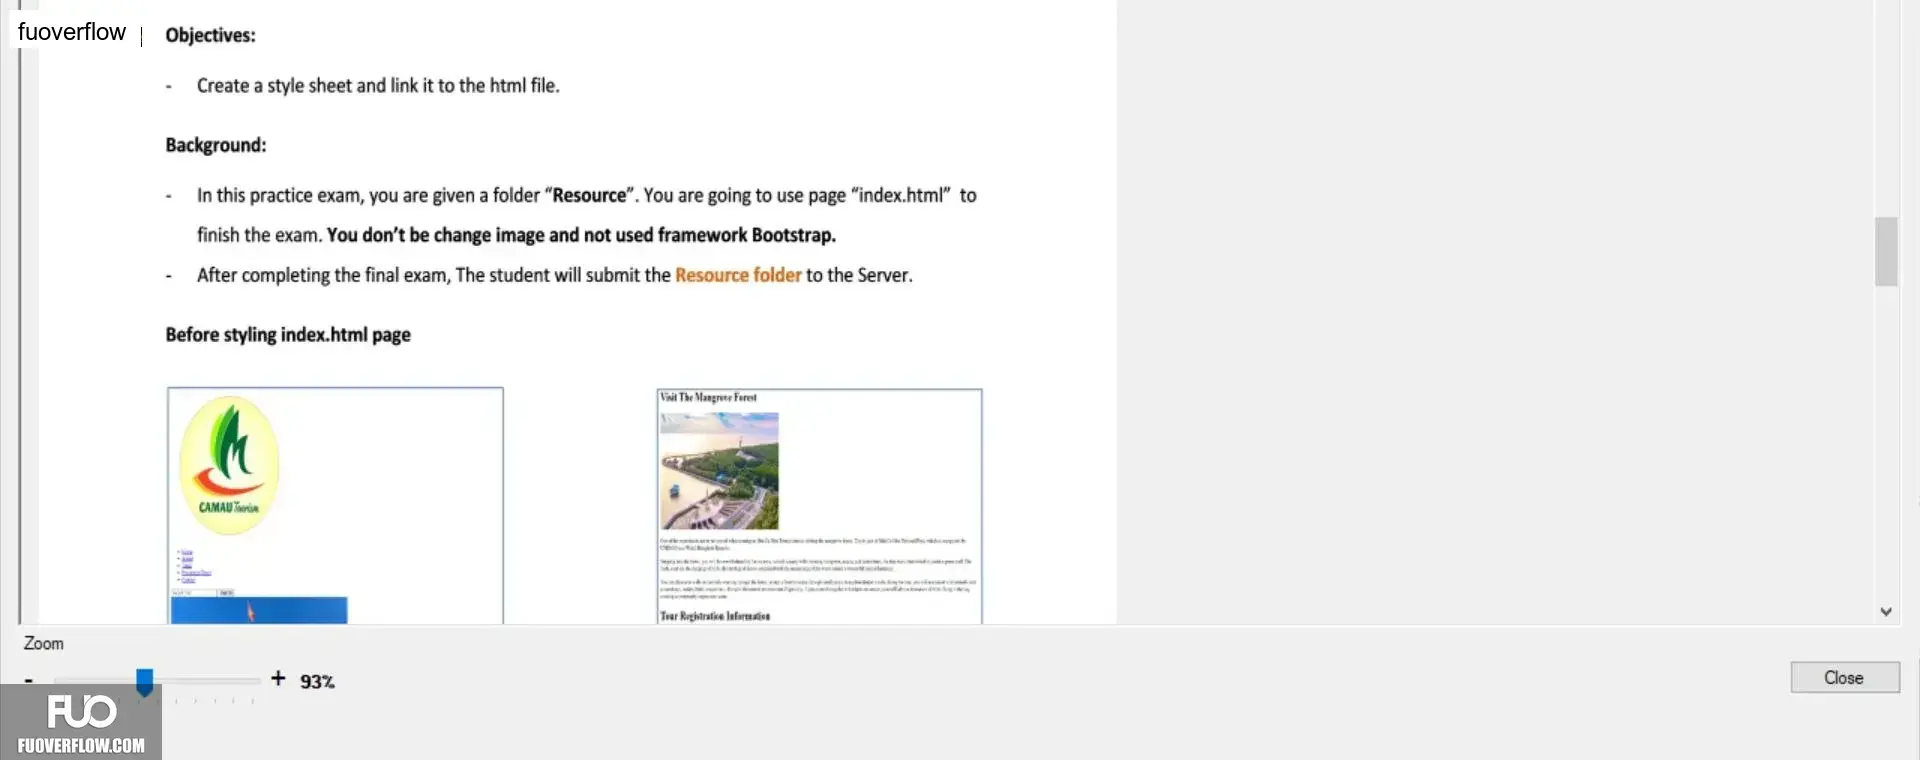 fuoverflow
Objectives:
- Create a style sheet and link it to the html file.
Background:
- In this practice exam, you are given a folder “Resource”. You are going to use page “index.html” to
finish the exam. You don’t be change image and not used framework Bootstrap.
- After completing the final exam, The student will submit the Resource folder to the Server.
Before styling index.html page
CAMAU Tourism
Visit The Mangrove Forest
Tour Registration Information
Zoom
- + 93%
Close
FUO
FUOVERFLOW.COM